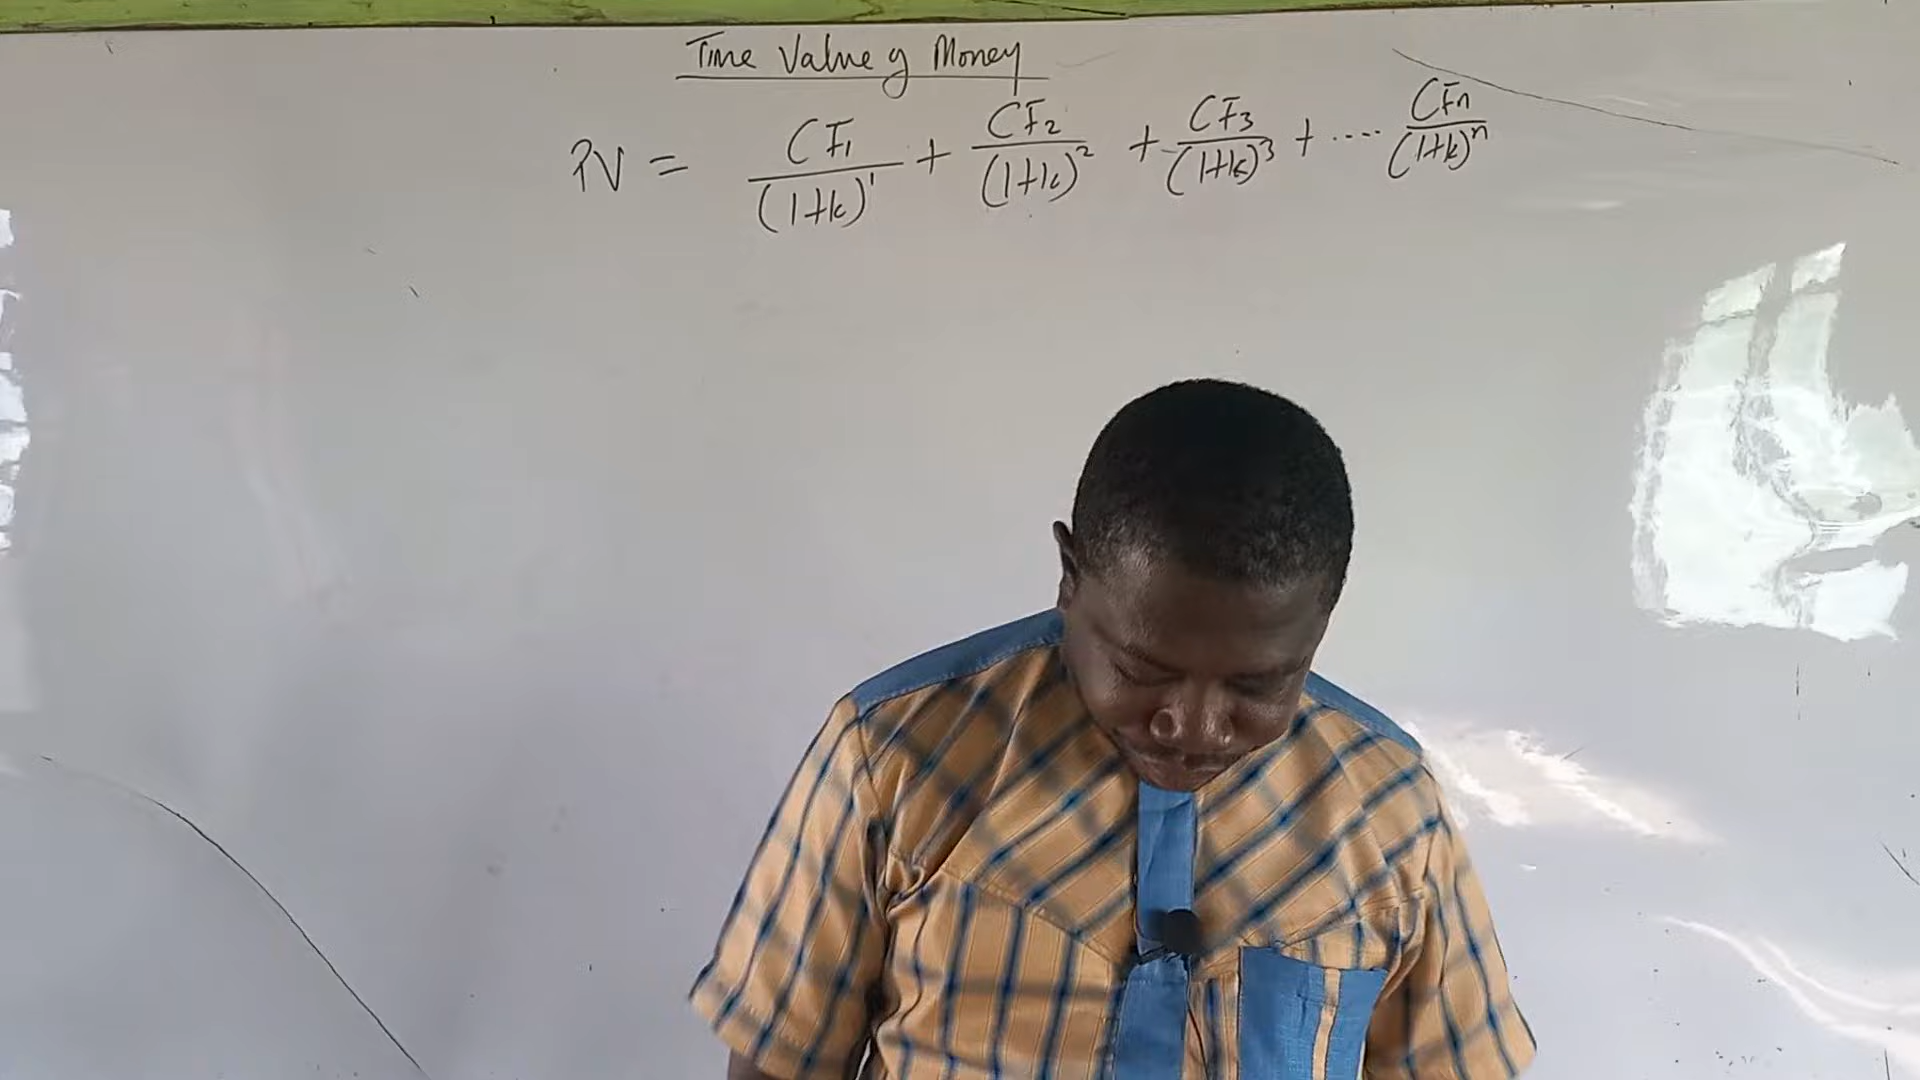 Time Value of Money
PV = CF₁/(1+k)¹ + CF₂/(1+k)² + CF₃/(1+k)³ + .... CFn/(1+k)ⁿ